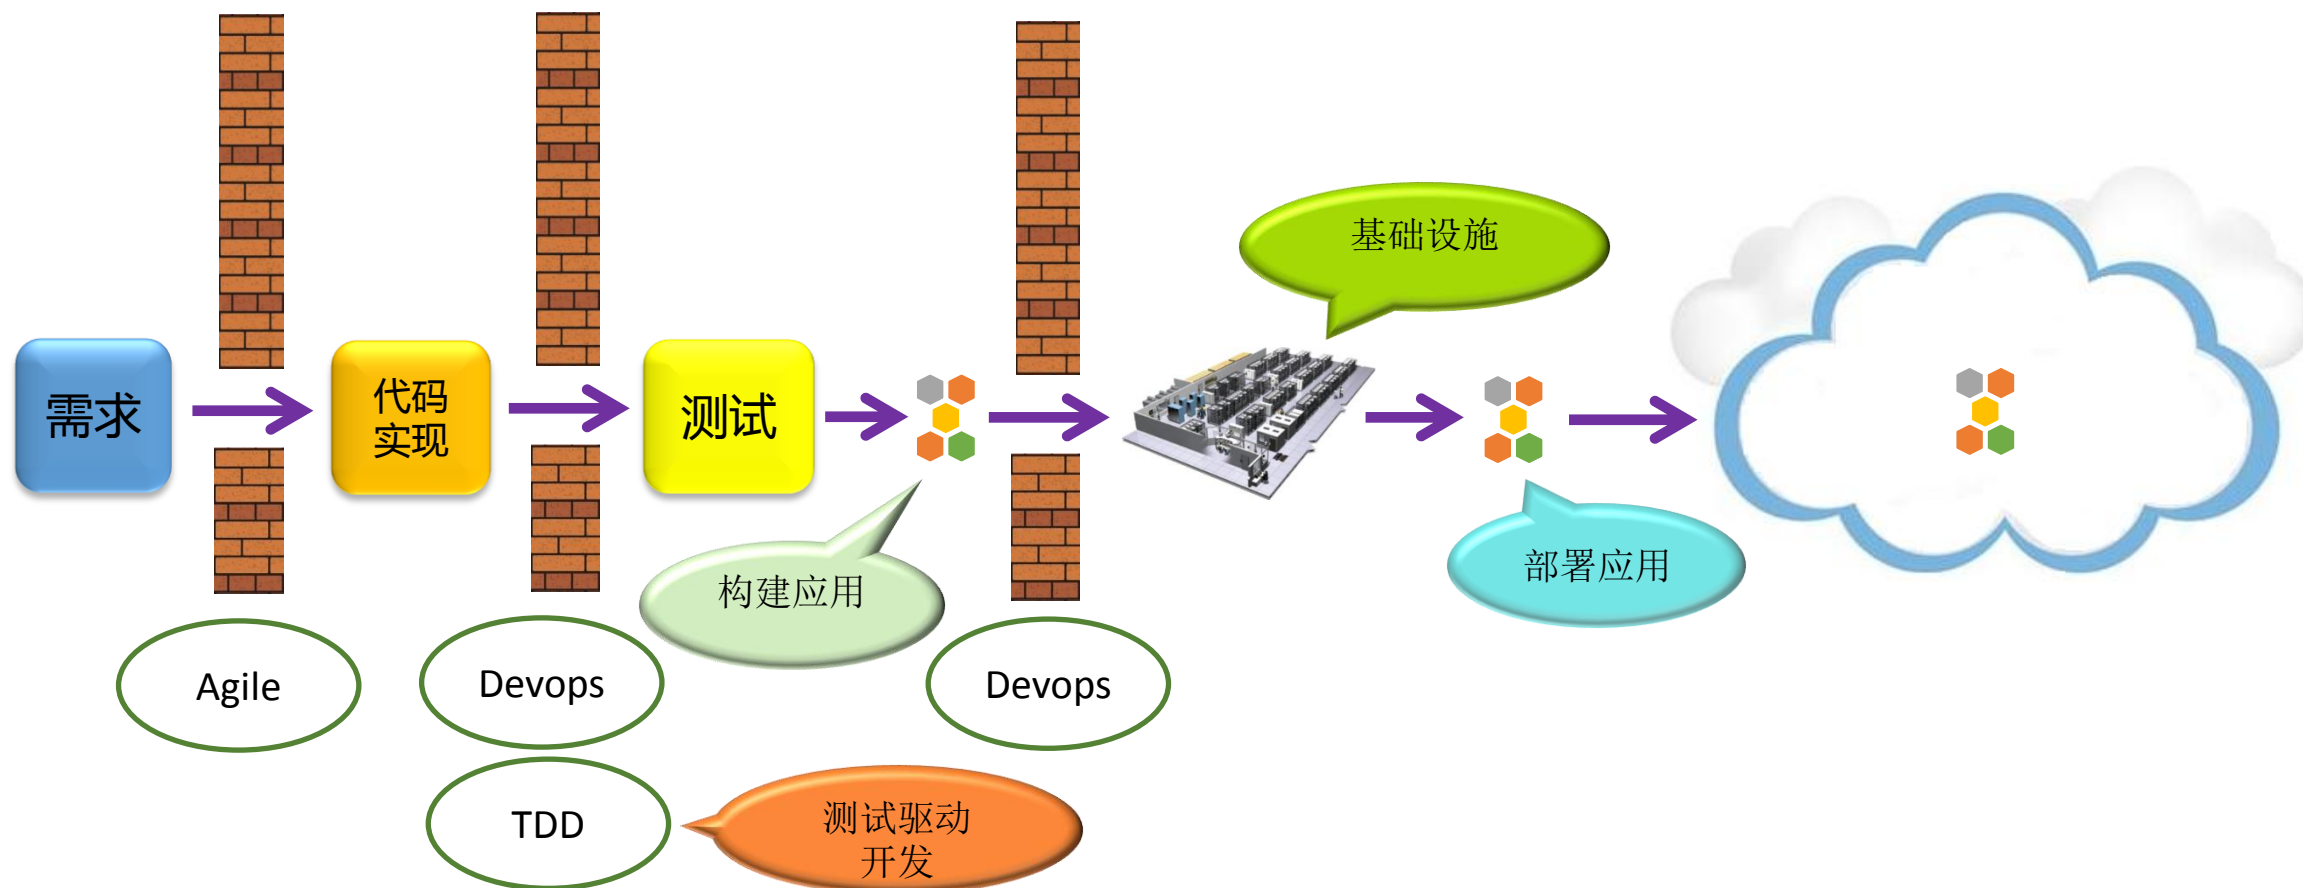 基础设施
需求
代码
实现
测试
构建应用
部署应用
Agile
Devops
Devops
TDD
测试驱动
开发